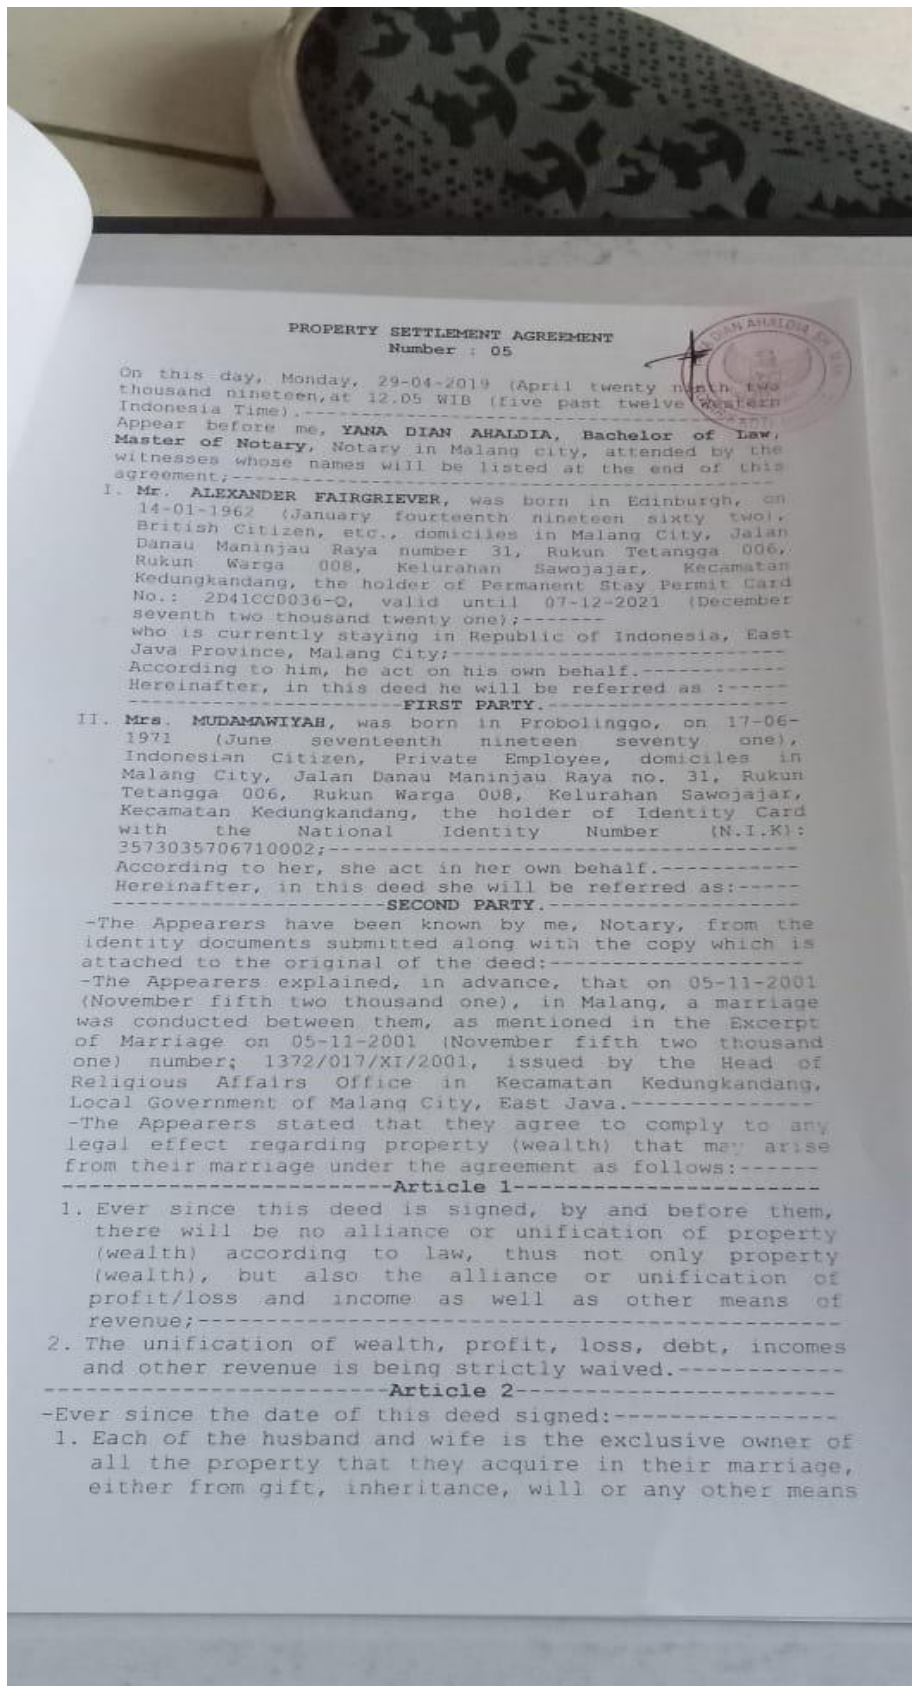 PROPERTY SETTLEMENT AGREEMENT
Number : 05
On this day, Monday, 29-04-2019 (April twenty ninth two
thousand nineteen,at 12.05 WIB (five past twelve Western
Indonesia Time).-----------------------------------
Appear before me, YANA DIAN AHALDIA, Bachelor of Law,
Master of Notary, Notary in Malang city, attended by the
witnesses whose names will be listed at the end of this
agreement;-----------------------------------------
I. Mr. ALEXANDER FAIRGRIEVER, was born in Edinburgh, on
14-01-1962 (January fourteenth nineteen sixty two),
British Citizen, etc., domiciles in Malang City, Jalan
Danau Maninjau Raya number 31, Rukun Tetangga 006,
Rukun Warga 008, Kelurahan Sawojajar, Kecamatan
Kedungkandang, the holder of Permanent Stay Permit Card
No.: 2D41CC0036-Q, valid until 07-12-2021 (December
seventh two thousand twenty one);-------
who is currently staying in Republic of Indonesia, East
Java Province, Malang City;----------------------------
According to him, he act on his own behalf.------------
Hereinafter, in this deed he will be referred as :-----
-----------------------FIRST PARTY.--------------------
II. Mrs. MUDAMAWIYAH, was born in Probolinggo, on 17-06-
1971 (June seventeenth nineteen seventy one),
Indonesian Citizen, Private Employee, domiciles in
Malang City, Jalan Danau Maninjau Raya no. 31, Rukun
Tetangga 006, Rukun Warga 008, Kelurahan Sawojajar,
Kecamatan Kedungkandang, the holder of Identity Card
with the National Identity Number (N.I.K):
3573035706710002;---------------------------------------
According to her, she act in her own behalf.-----------
Hereinafter, in this deed she will be referred as:-----
----------------------SECOND PARTY.--------------------
-The Appearers have been known by me, Notary, from the
identity documents submitted along with the copy which is
attached to the original of the deed:--------------------
-The Appearers explained, in advance, that on 05-11-2001
(November fifth two thousand one), in Malang, a marriage
was conducted between them, as mentioned in the Excerpt
of Marriage on 05-11-2001 (November fifth two thousand
one) number; 1372/017/XI/2001, issued by the Head of
Religious Affairs Office in Kecamatan Kedungkandang,
Local Government of Malang City, East Java.--------------
-The Appearers stated that they agree to comply to any
legal effect regarding property (wealth) that may arise
from their marriage under the agreement as follows:------
-------------------------Article 1-----------------------
1. Ever since this deed is signed, by and before them,
there will be no alliance or unification of property
(wealth) according to law, thus not only property
(wealth), but also the alliance or unification of
profit/loss and income as well as other means of
revenue;-----------------------------------------------
2. The unification of wealth, profit, loss, debt, incomes
and other revenue is being strictly waived.------------
--------------------------Article 2------------------------
-Ever since the date of this deed signed:----------------
1. Each of the husband and wife is the exclusive owner of
all the property that they acquire in their marriage,
either from gift, inheritance, will or any other means
DIAN AHALDIA, SH